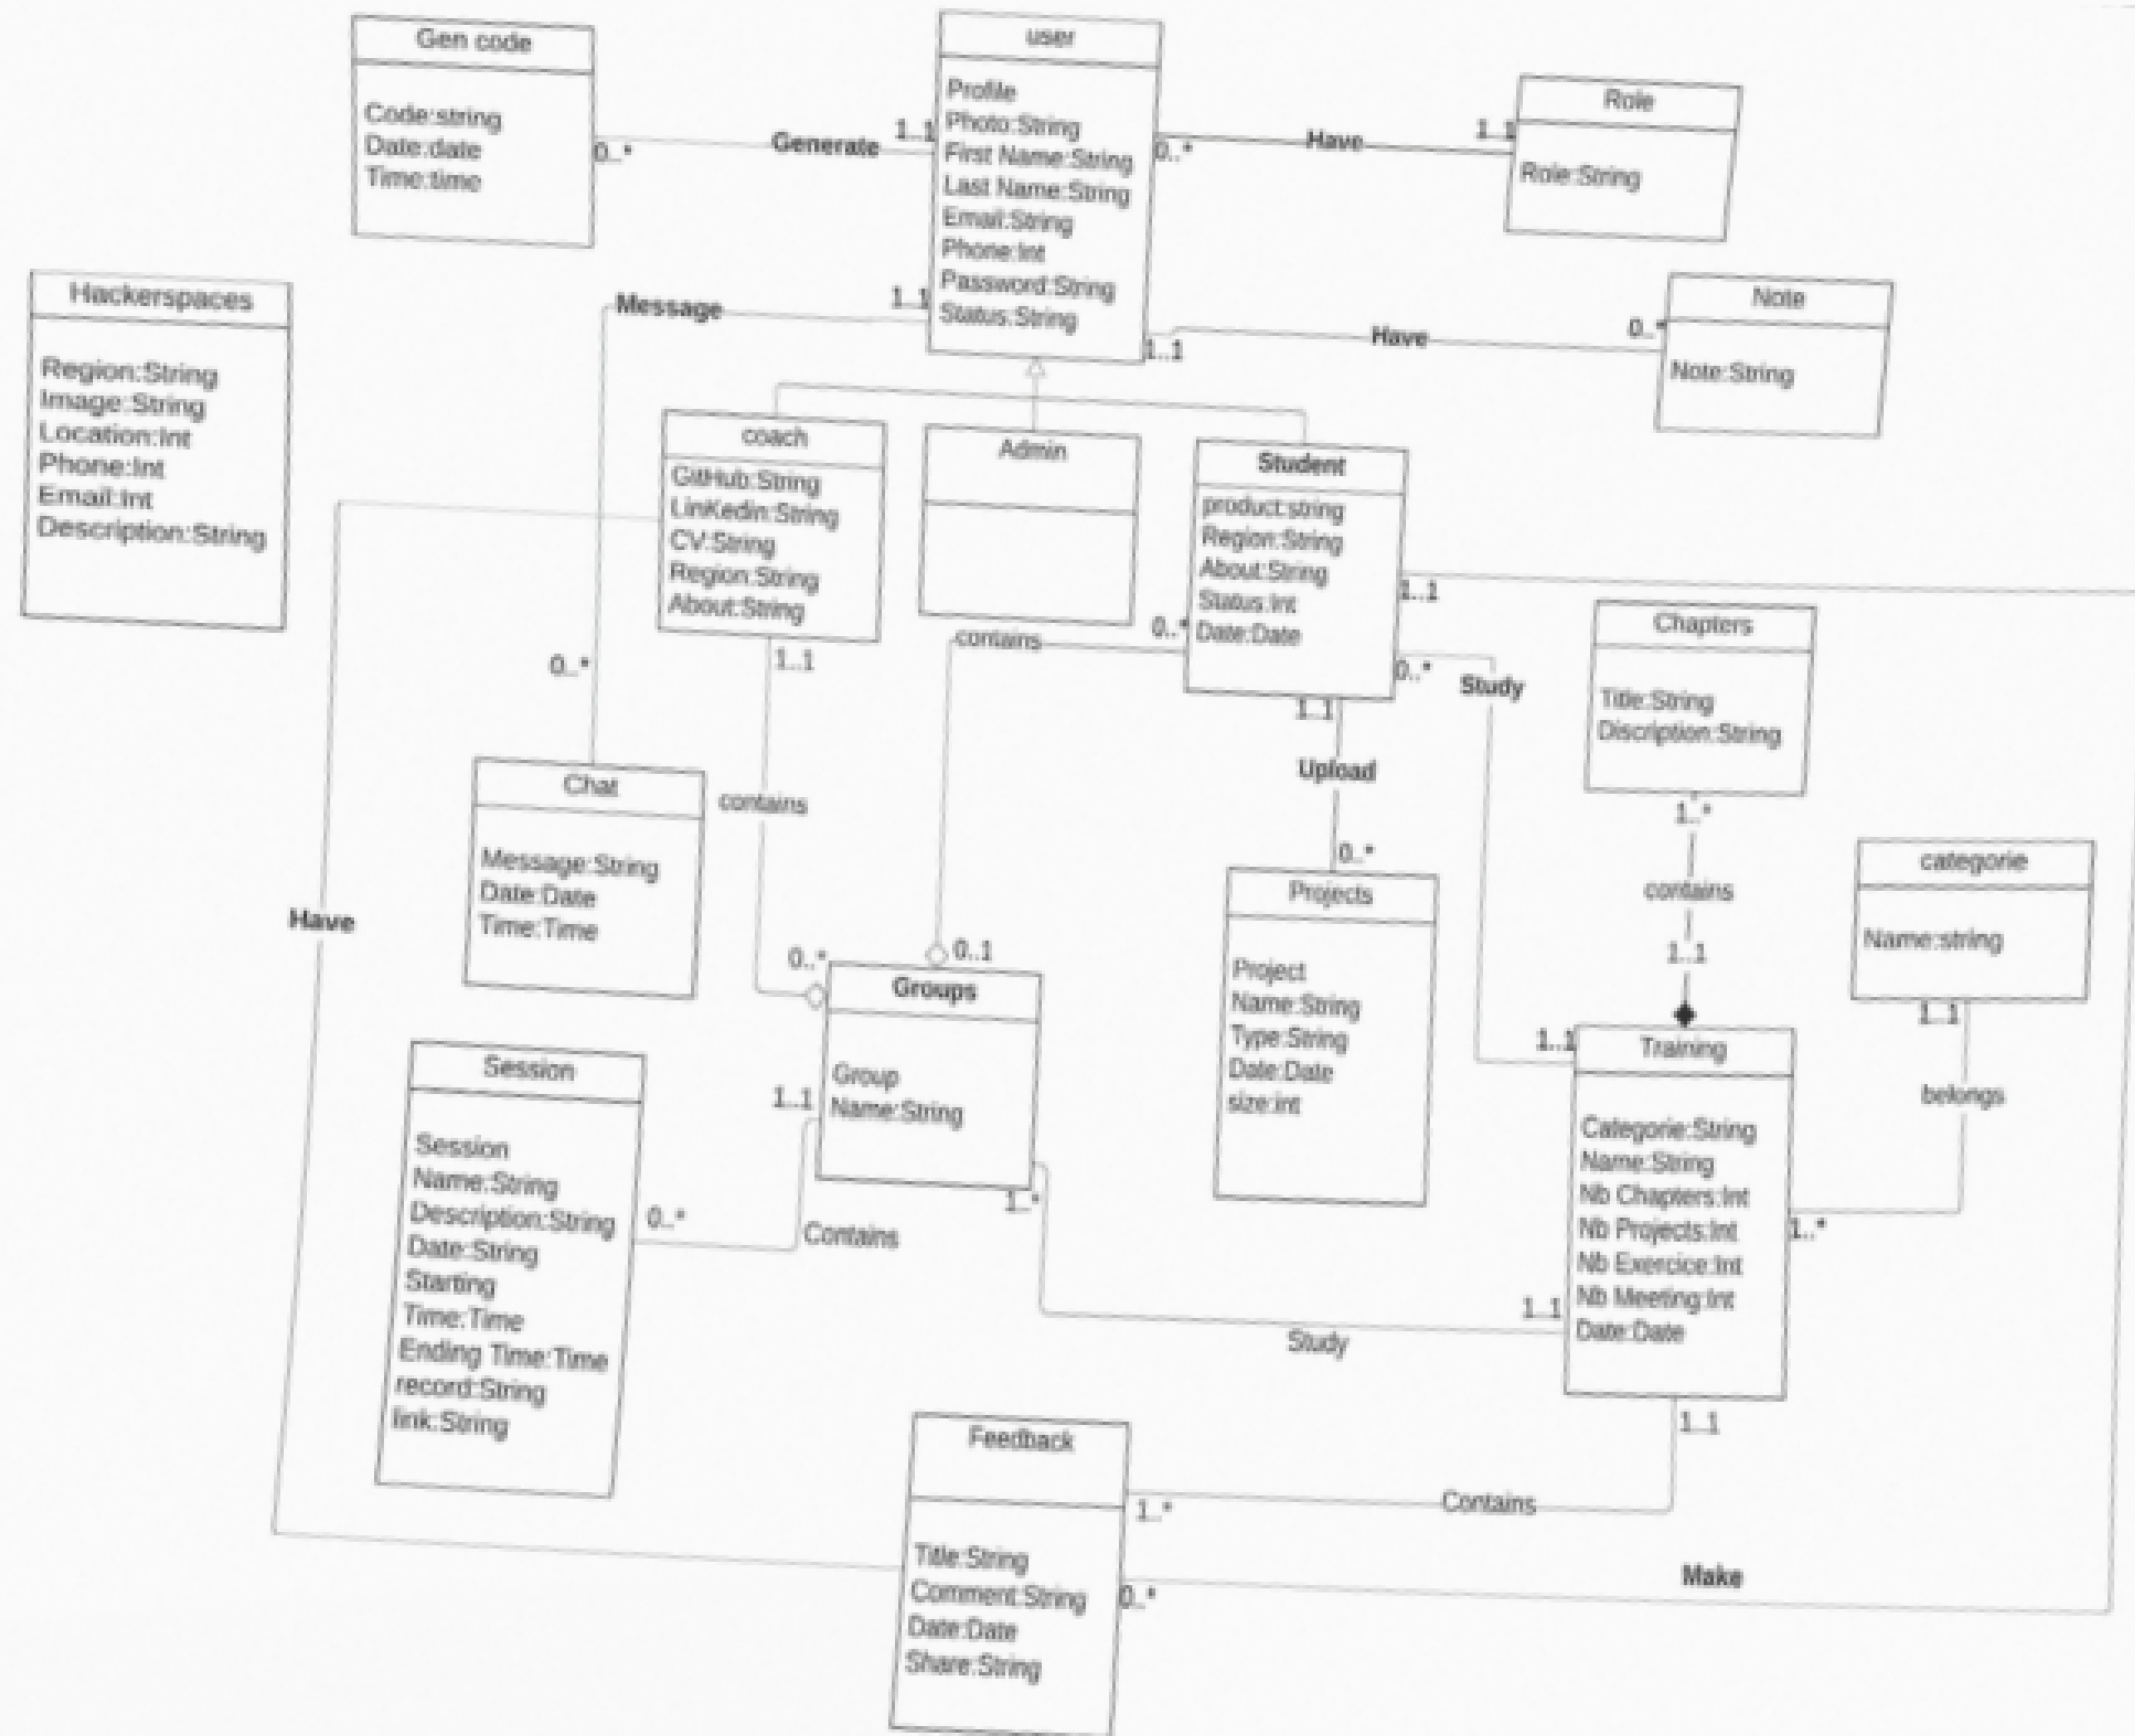 Gen code
Code:string
Date:date
Time:time
0..*
Generate
1..1
user
Profile
Photo:String
First Name:String
Last Name:String
Email:String
Phone:Int
Password:String
Status:String
0..*
Have
1..1
Role
Role:String
Hackerspaces
Region:String
Image:String
Location:Int
Phone:Int
Email:Int
Description:String
Message
1..1
0..*
1..1
Have
0..*
Note
Note:String
coach
GitHub:String
LinKedin:String
CV:String
Region:String
About:String
Admin
Student
product:string
Region:String
About:String
Status:Int
Date:Date
1..1
contains
0..*
1..1
0..*
Study
1..1
Chapters
Title:String
Discription:String
1..*
contains
1..1
Upload
0..*
Chat
Message:String
Date:Date
Time:Time
contains
0..*
0..1
Have
Groups
Group
Name:String
Projects
Project
Name:String
Type:String
Date:Date
size:int
categorie
Name:string
1..1
belongs
1..*
1..1
Training
Categorie:String
Name:String
Nb Chapters:Int
Nb Projects:Int
Nb Exercice:Int
Nb Meeting:Int
Date:Date
Session
Session
Name:String
Description:String
Date:String
Starting
Time:Time
Ending Time:Time
record:String
link:String
1..1
0..*
Contains
1..*
1..1
Study
1..1
Feedback
Title:String
Comment:String
Date:Date
Share:String
1..*
Contains
0..*
Make